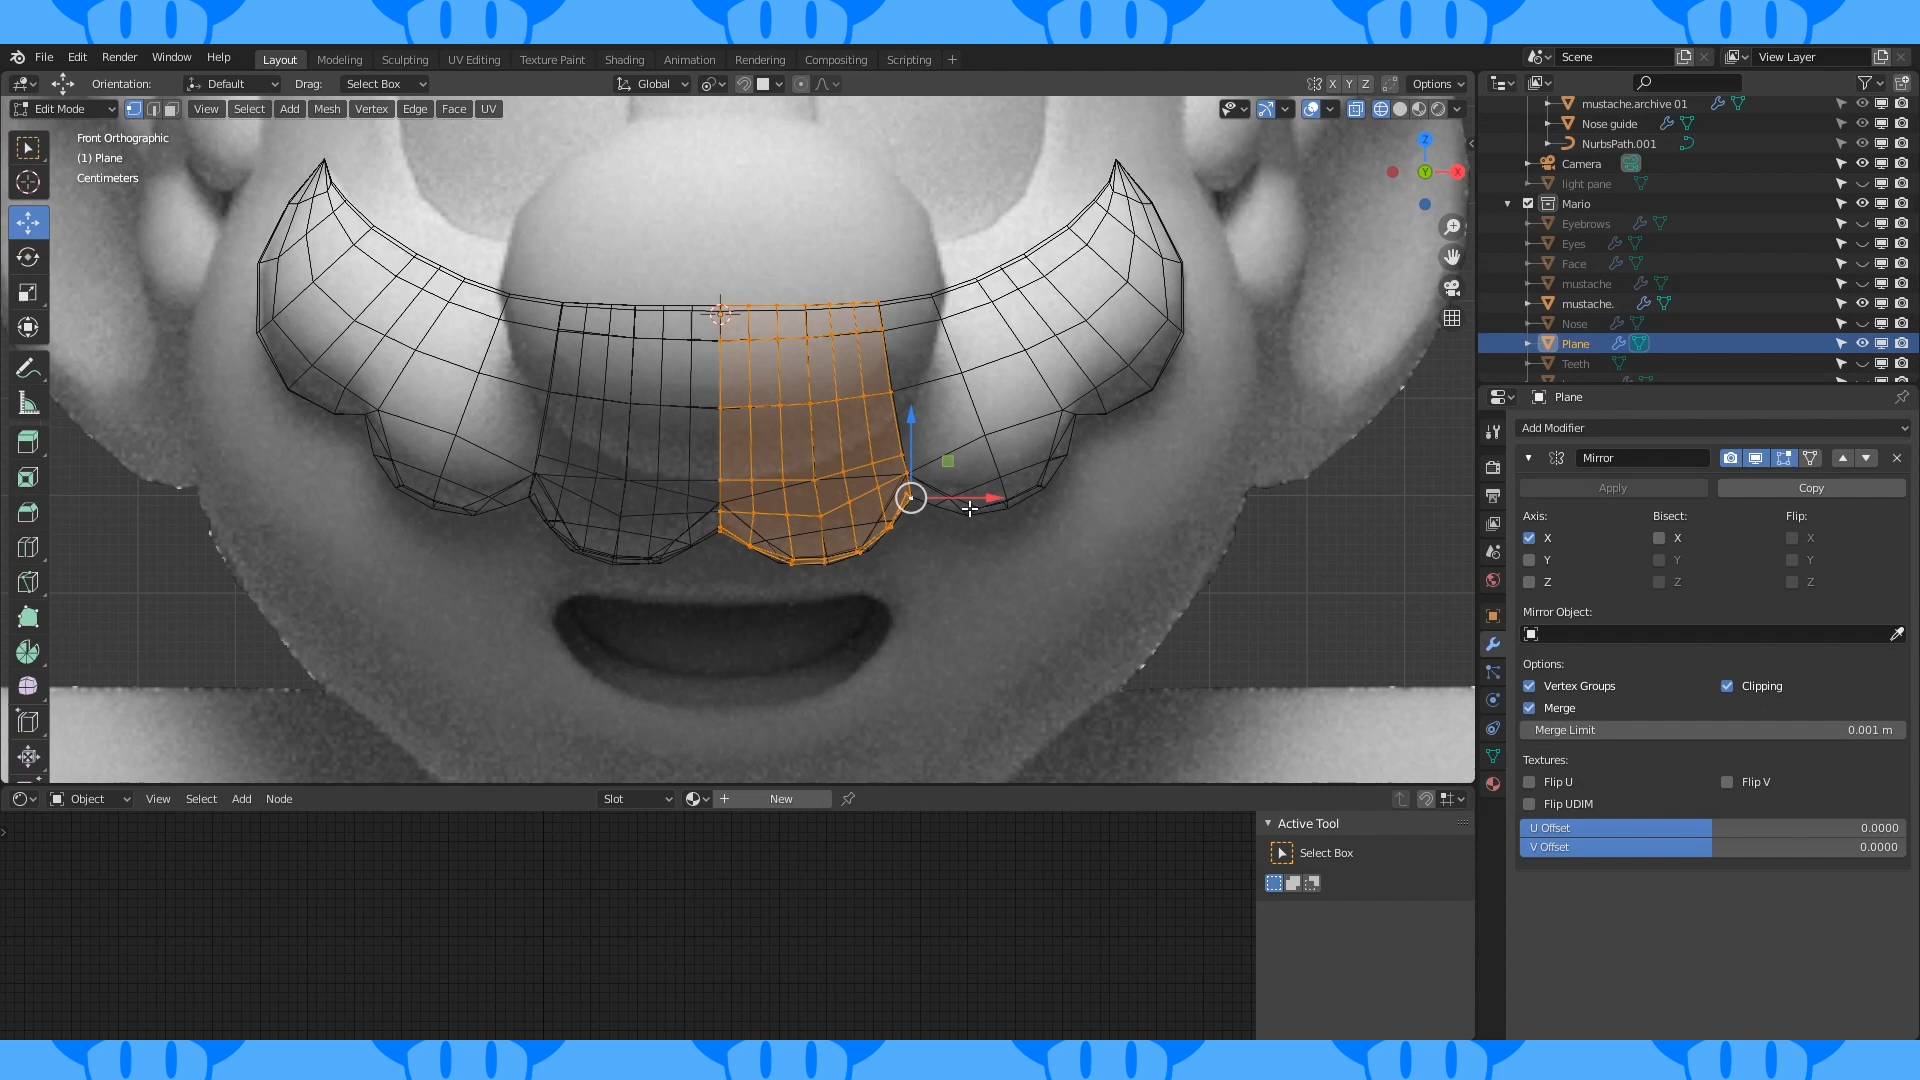 File Edit Render Window Help Layout Modeling Sculpting UV Editing Texture Paint Shading Animation Rendering Compositing Scripting + Scene View Layer
Orientation: Default Drag: Select Box Global X Y Z Options
Edit Mode View Select Add Mesh Vertex Edge Face UV
Front Orthographic
(1) Plane
Centimeters
Z
Y
X
mustache.archive 01
Nose guide
NurbsPath.001
Camera
light pane
Mario
Eyebrows
Eyes
Face
mustache
mustache.
Nose
Plane
Teeth
Plane
Add Modifier
Mirror
Apply Copy
Axis: Bisect: Flip:
X X X
Y Y Y
Z Z Z
Mirror Object:
Options:
Vertex Groups Clipping
Merge
Merge Limit 0.001 m
Textures:
Flip U Flip V
Flip UDIM
U Offset 0.0000
V Offset 0.0000
Object View Select Add Node Slot New
Active Tool
Select Box